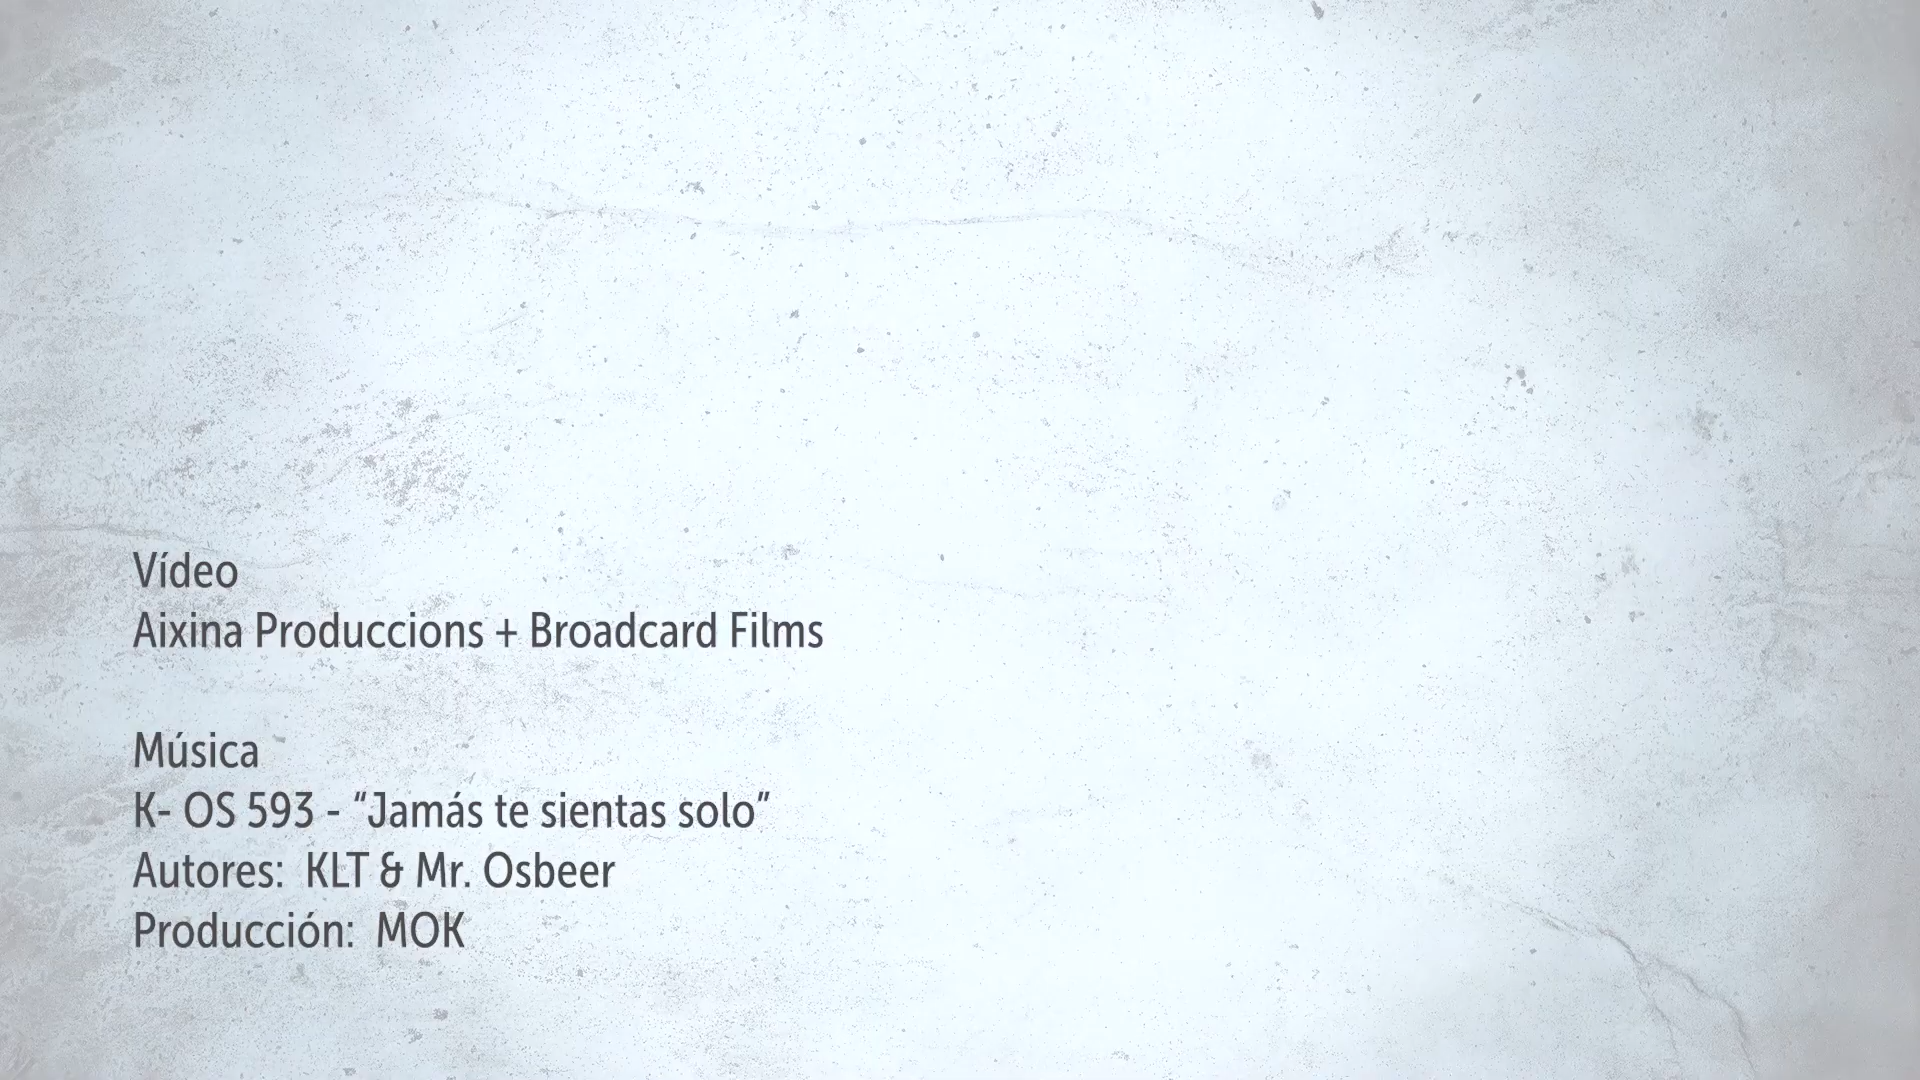 Vídeo
Aixina Produccions + Broadcard Films
Música
K- OS 593 - “Jamás te sientas solo”
Autores:  KLT & Mr. Osbeer
Producción:  MOK